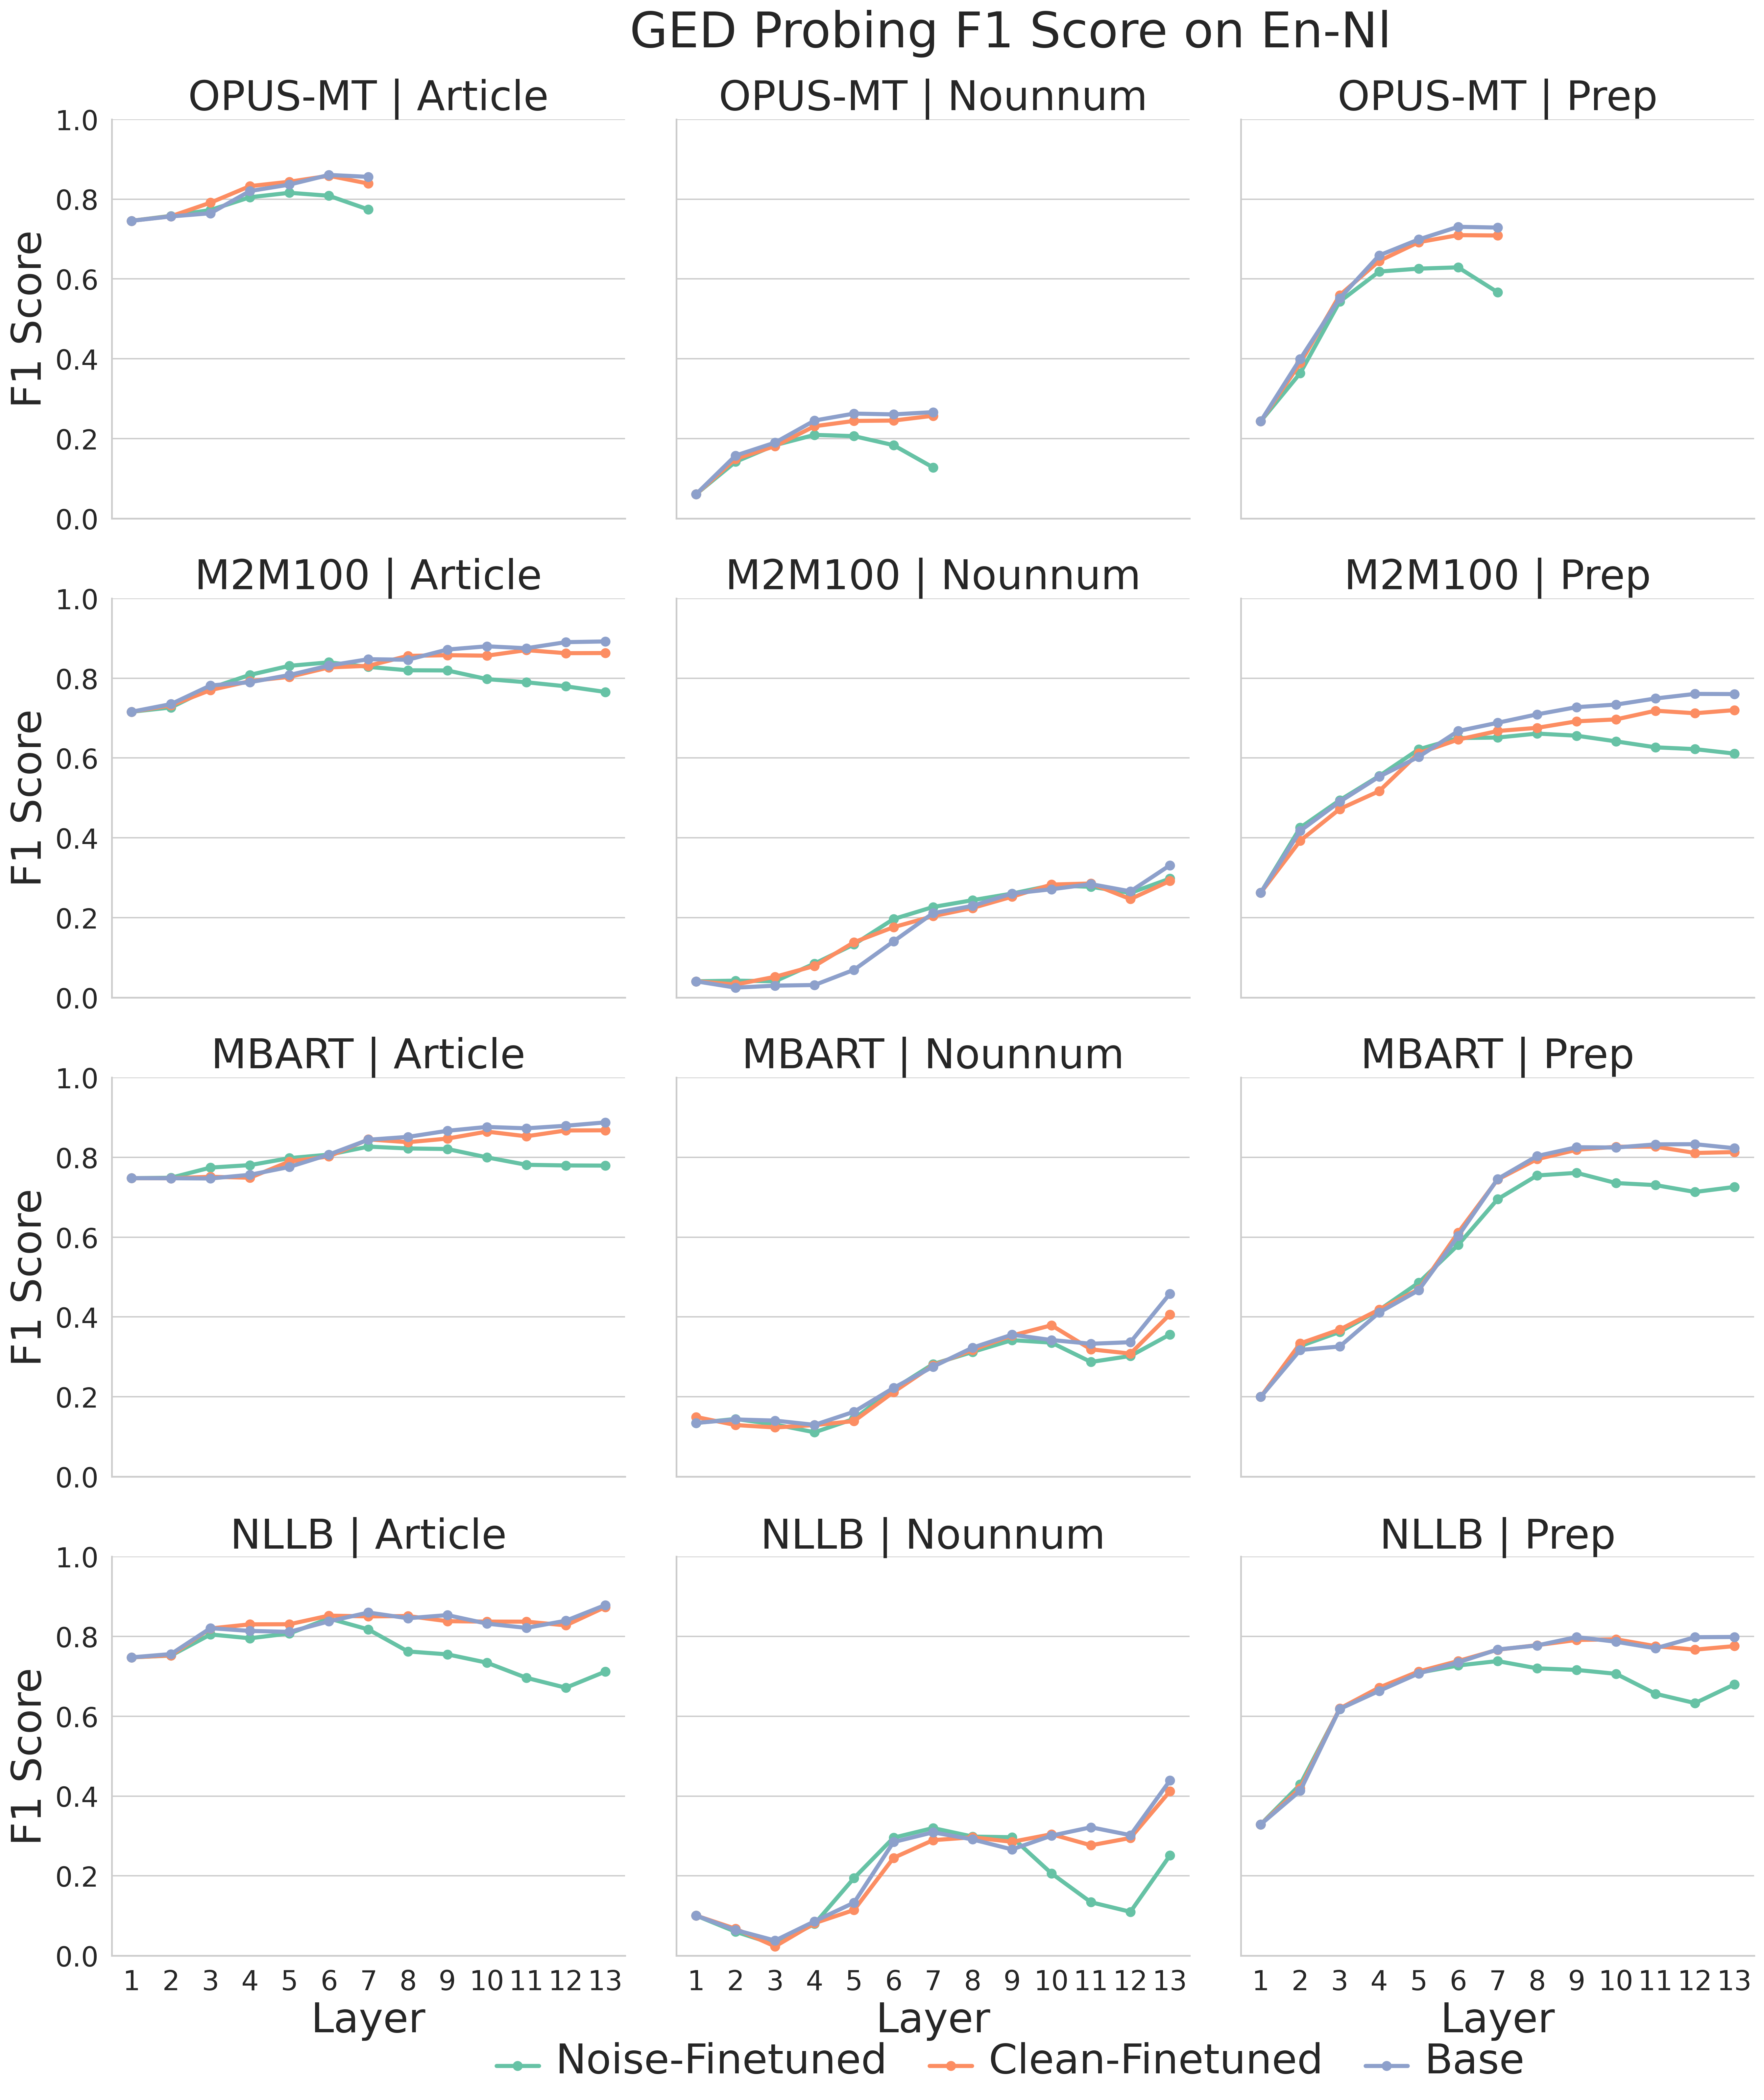 GED Probing F1 Score on En-Nl
OPUS-MT | Article
OPUS-MT | Nounnum
OPUS-MT | Prep
1.0
0.8
0.6
0.4
0.2
0.0
F1 Score
M2M100 | Article
M2M100 | Nounnum
M2M100 | Prep
1.0
0.8
0.6
0.4
0.2
0.0
F1 Score
MBART | Article
MBART | Nounnum
MBART | Prep
1.0
0.8
0.6
0.4
0.2
0.0
F1 Score
NLLB | Article
NLLB | Nounnum
NLLB | Prep
1.0
0.8
0.6
0.4
0.2
0.0
F1 Score
1 2 3 4 5 6 7 8 9 10 11 12 13
1 2 3 4 5 6 7 8 9 10 11 12 13
1 2 3 4 5 6 7 8 9 10 11 12 13
Layer
Layer
Layer
Noise-Finetuned
Clean-Finetuned
Base